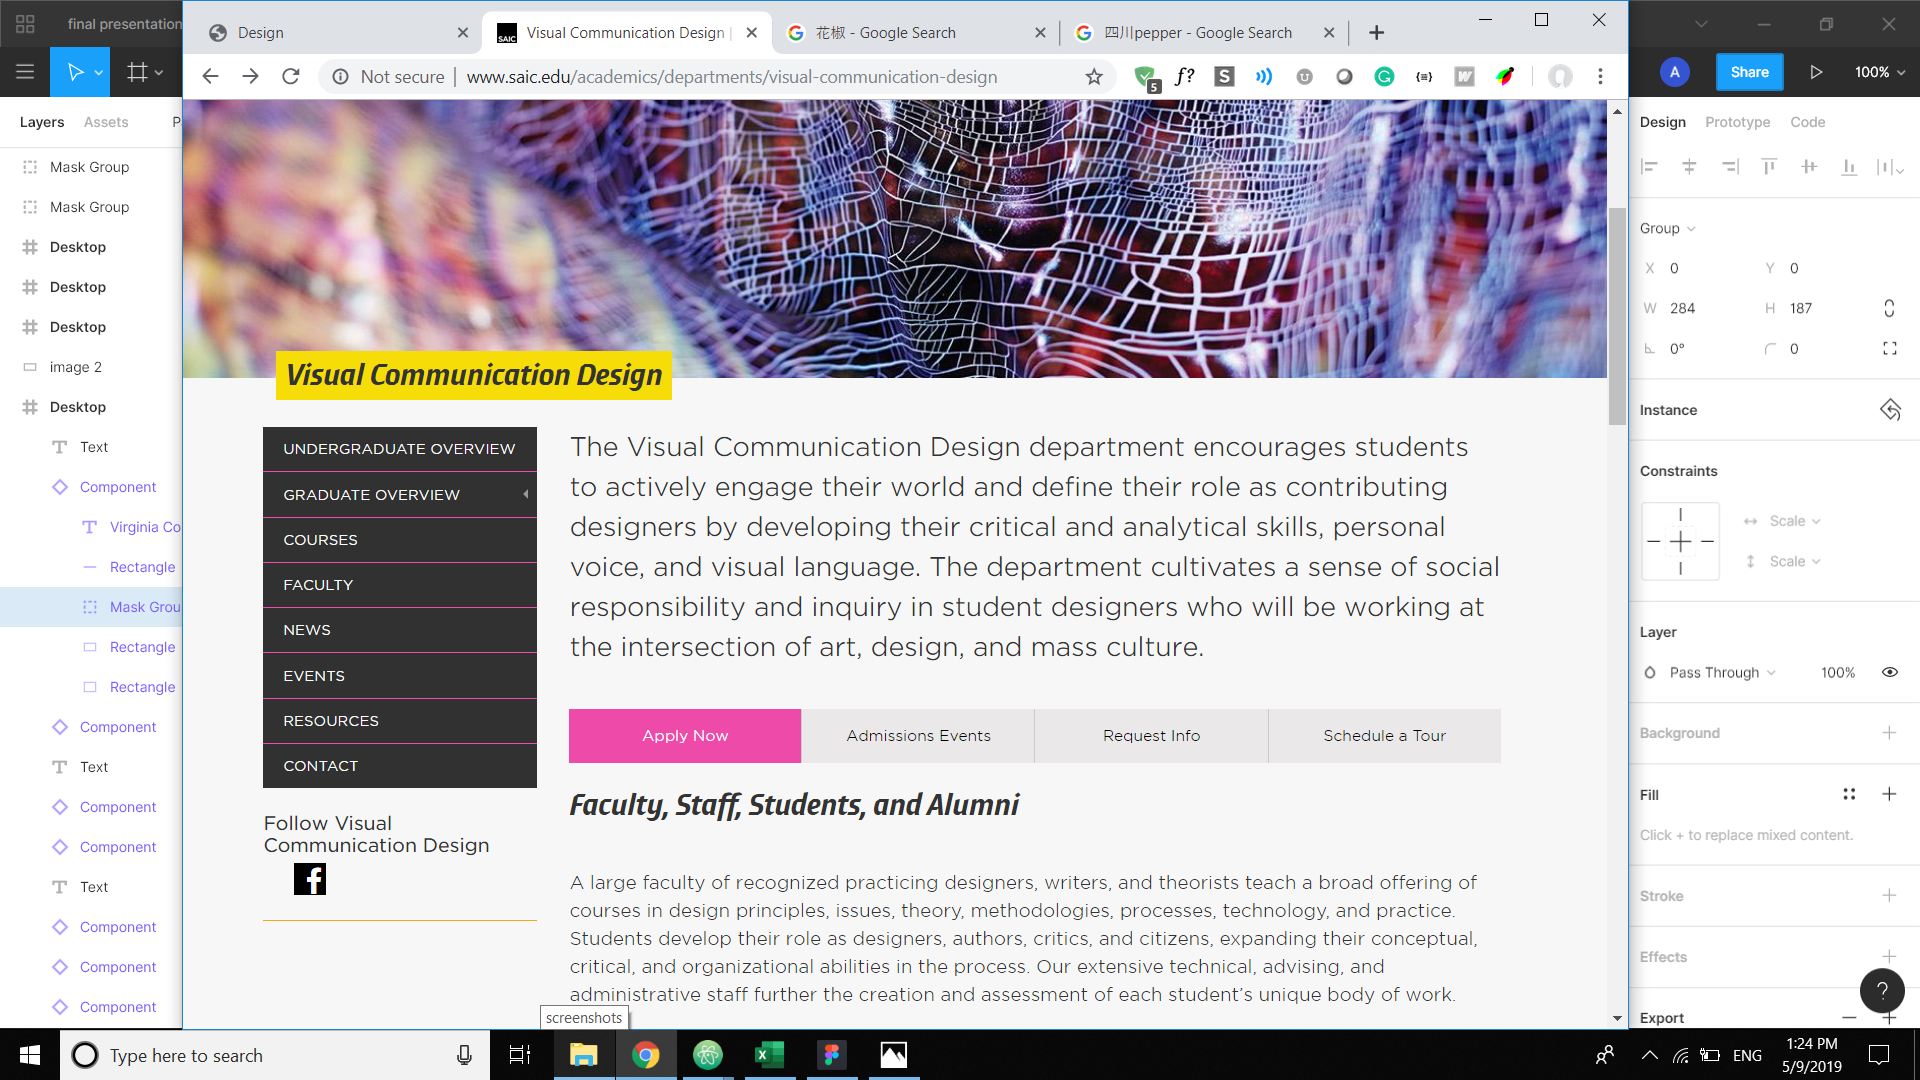 final presentation
Design
SAIC
Visual Communication Design |
花椒 - Google Search
四川pepper - Google Search
Not secure | www.saic.edu/academics/departments/visual-communication-design
5
f?
S
A
Share
100%
Layers
Assets
P
Mask Group
Mask Group
Desktop
Desktop
Desktop
image 2
Desktop
Text
Component
Virginia Co
Rectangle
Mask Grou
Rectangle
Rectangle
Component
Text
Component
Component
Text
Component
Component
Component
Visual Communication Design
UNDERGRADUATE OVERVIEW
GRADUATE OVERVIEW
COURSES
FACULTY
NEWS
EVENTS
RESOURCES
CONTACT
Follow Visual
Communication Design
The Visual Communication Design department encourages students
to actively engage their world and define their role as contributing
designers by developing their critical and analytical skills, personal
voice, and visual language. The department cultivates a sense of social
responsibility and inquiry in student designers who will be working at
the intersection of art, design, and mass culture.
Apply Now
Admissions Events
Request Info
Schedule a Tour
Faculty, Staff, Students, and Alumni
A large faculty of recognized practicing designers, writers, and theorists teach a broad offering of
courses in design principles, issues, theory, methodologies, processes, technology, and practice.
Students develop their role as designers, authors, critics, and citizens, expanding their conceptual,
critical, and organizational abilities in the process. Our extensive technical, advising, and
administrative staff further the creation and assessment of each student's unique body of work.
screenshots
Design
Prototype
Code
Group
X 0
Y 0
W 284
H 187
0°
0
Instance
Constraints
Scale
Scale
Layer
Pass Through
100%
Background
Fill
Click + to replace mixed content.
Stroke
Effects
Export
?
Type here to search
ENG
1:24 PM
5/9/2019